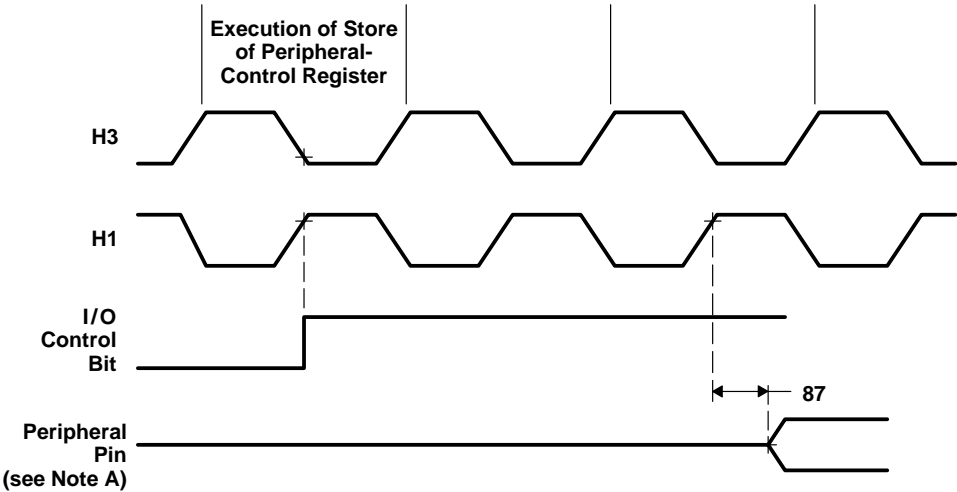 Execution of Store
of Peripheral-
Control Register
H3
H1
I/O
Control
Bit
87
Peripheral
Pin
(see Note A)